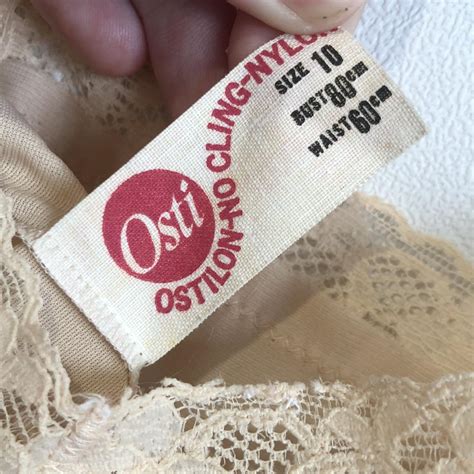 Osti
OSTILON-NO CLING-NYLON
SIZE 10
BUST 80cm
WAIST 60cm